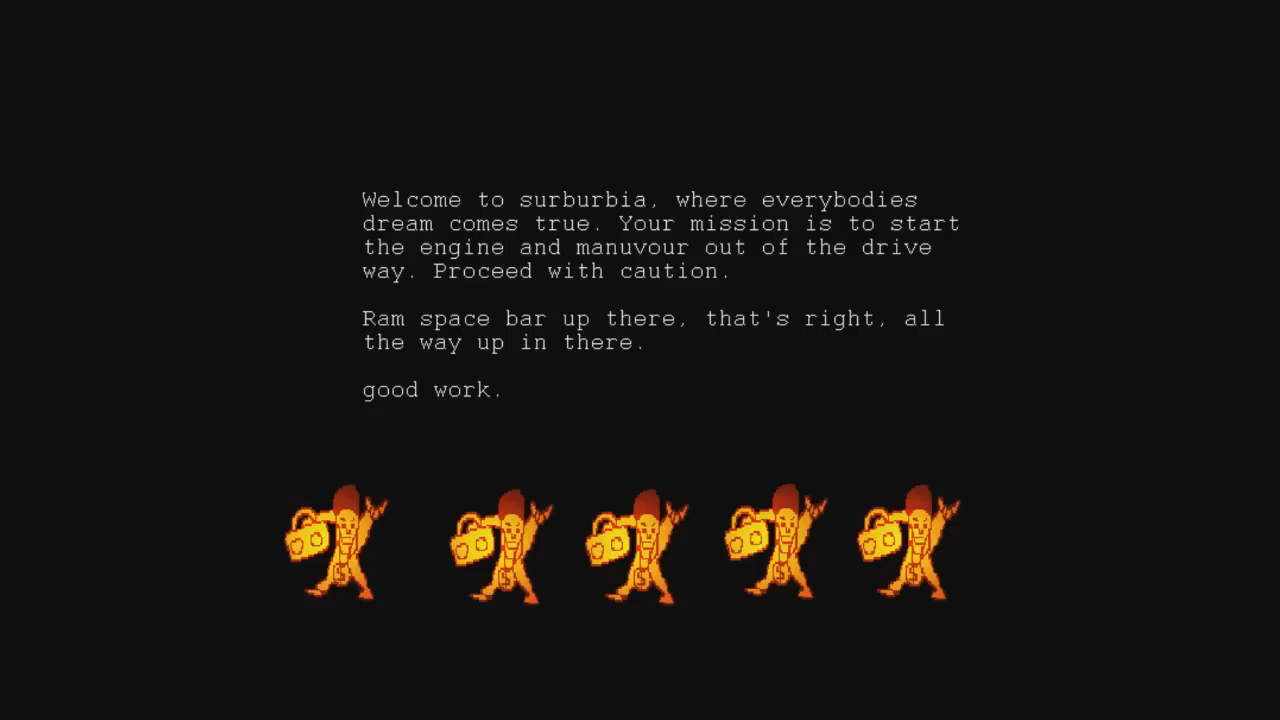 Welcome to surburbia, where everybodies
dream comes true. Your mission is to start
the engine and manuvour out of the drive
way. Proceed with caution.
Ram space bar up there, that's right, all
the way up in there.
good work.